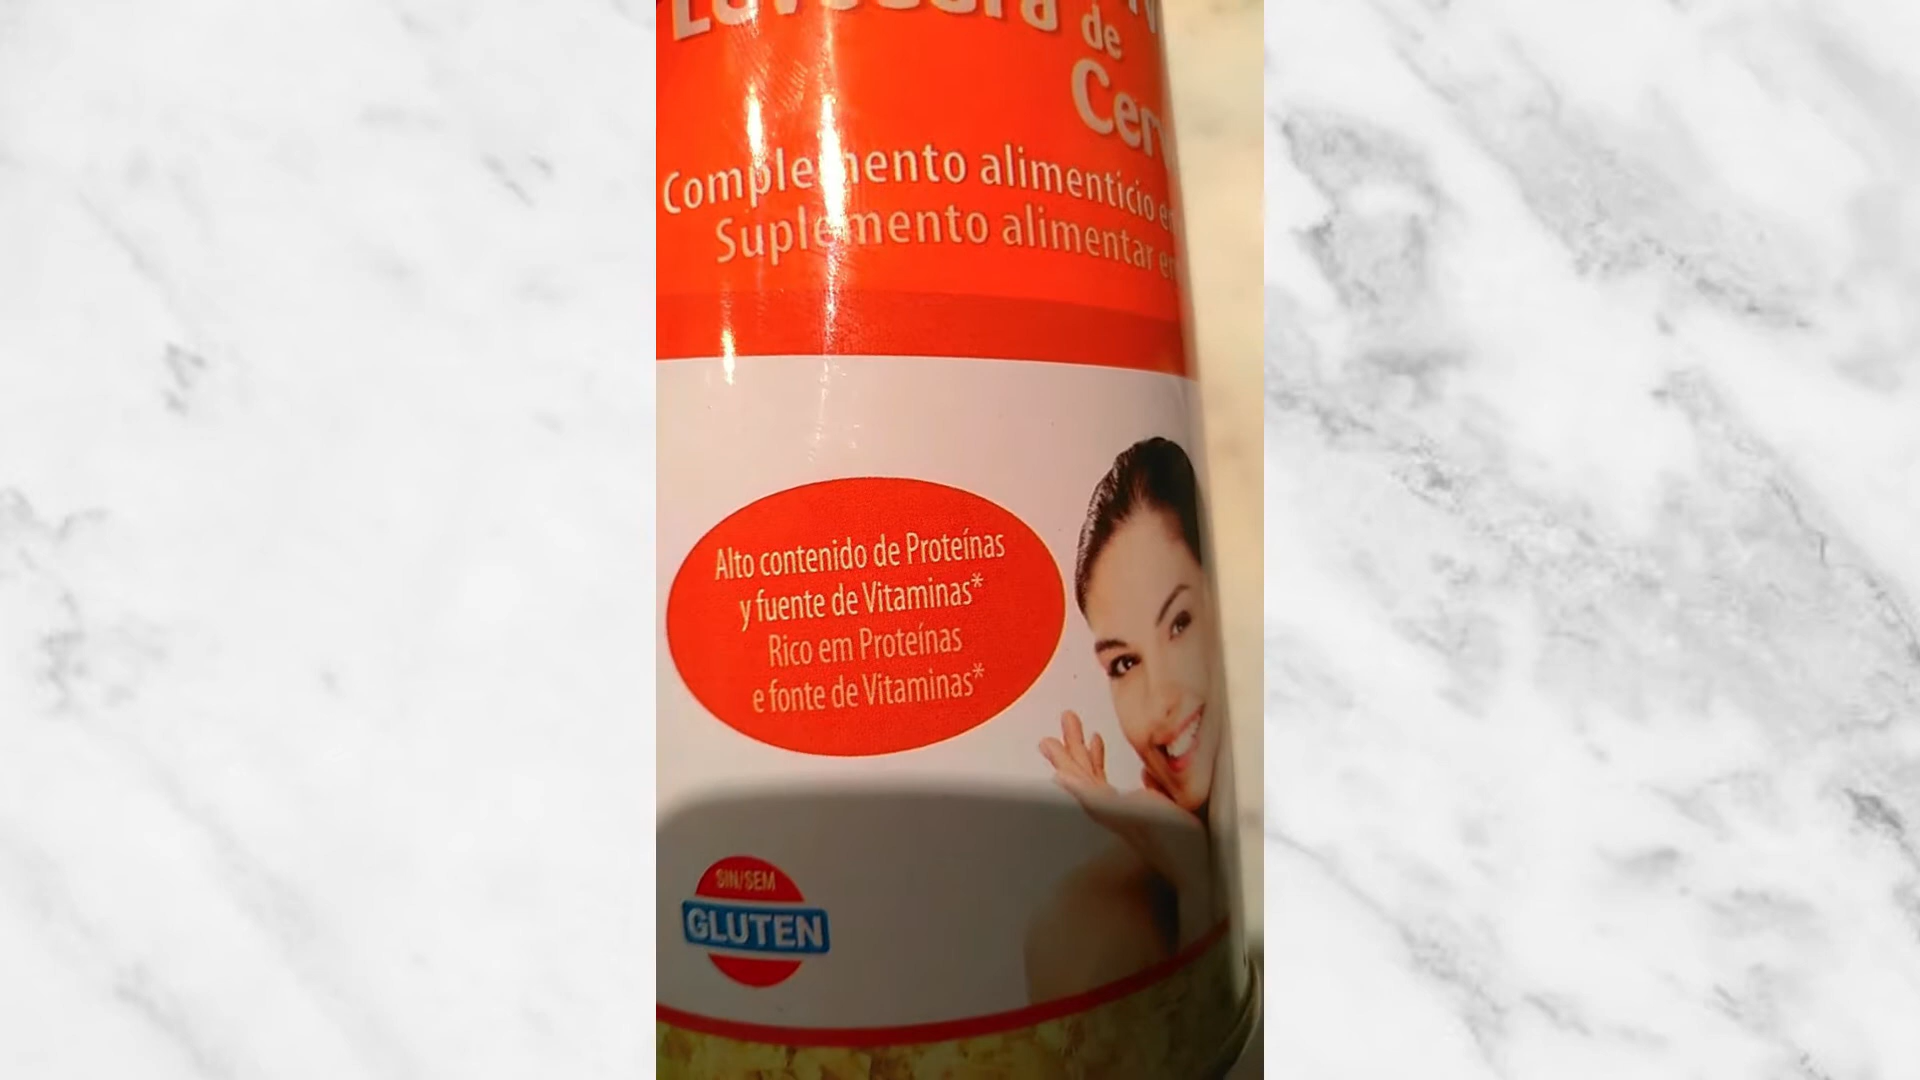 de
Complemento alimenticio
Suplemento alimentar
Alto contenido de Proteínas
y fuente de Vitaminas*
Rico em Proteínas
e fonte de Vitaminas*
SIN/SEM
GLUTEN